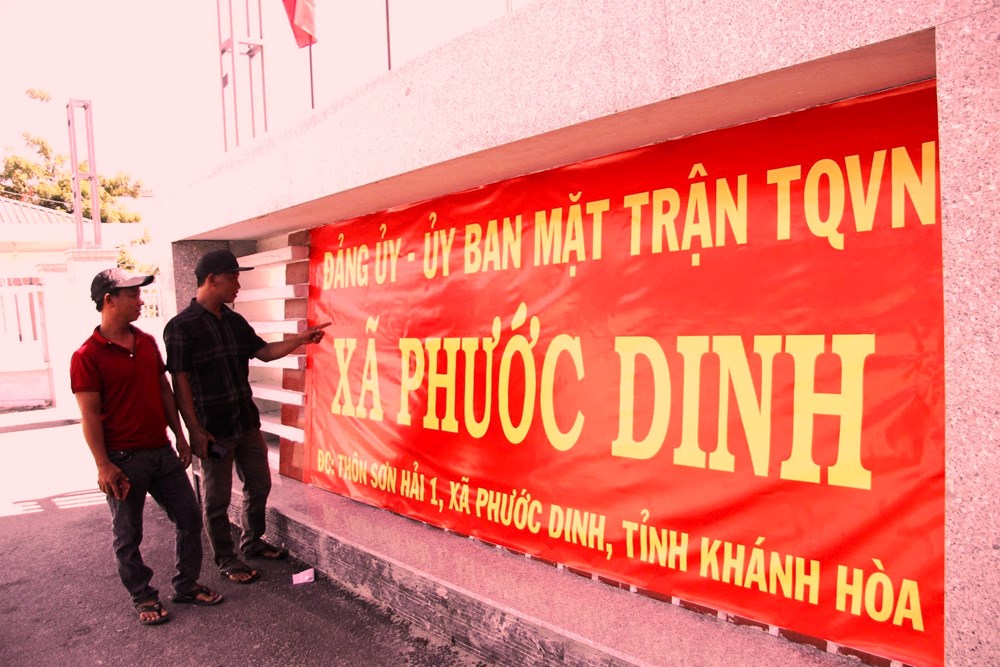 ĐẢNG ỦY - ỦY BAN MẶT TRẬN TQVN
XÃ PHƯỚC DINH
ĐC: THÔN SƠN HẢI 1, XÃ PHƯỚC DINH, TỈNH KHÁNH HÒA